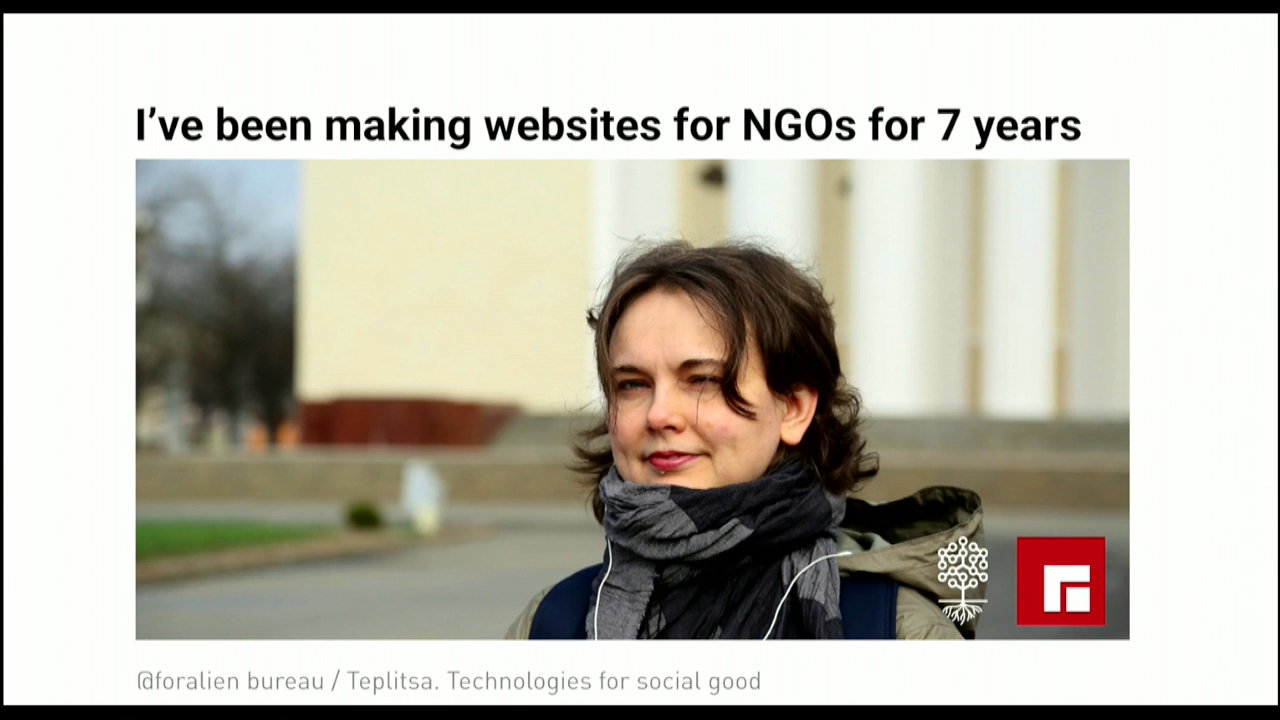 I’ve been making websites for NGOs for 7 years
@foralien bureau / Teplitsa. Technologies for social good